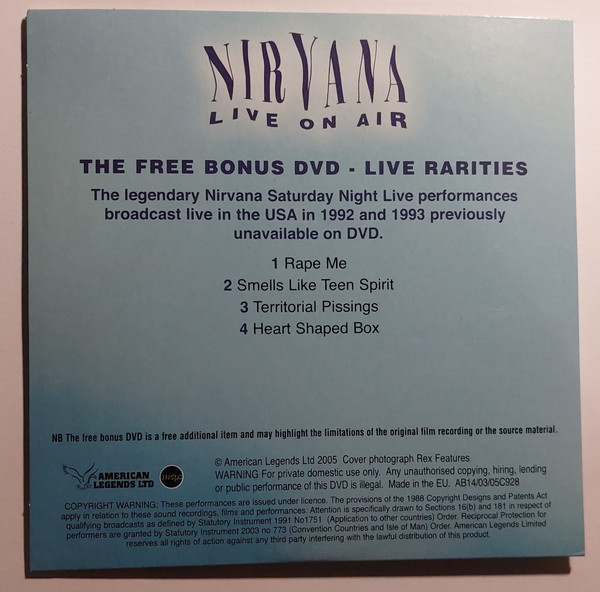 NIRVANA
LIVE ON AIR
THE FREE BONUS DVD - LIVE RARITIES
The legendary Nirvana Saturday Night Live performances
broadcast live in the USA in 1992 and 1993 previously
unavailable on DVD.
1 Rape Me
2 Smells Like Teen Spirit
3 Territorial Pissings
4 Heart Shaped Box
NB The free bonus DVD is a free additional item and may highlight the limitations of the original film recording or the source material.
AMERICAN
LEGENDS LTD
mcps
© American Legends Ltd 2005 Cover photograph Rex Features
WARNING For private domestic use only. Any unauthorised copying, hiring, lending
or public performance of this DVD is illegal. Made in the EU. AB14/03/05C928
COPYRIGHT WARNING: These performances are issued under licence. The provisions of the 1988 Copyright Designs and Patents Act
apply in relation to these sound recordings, films and performances. Attention is specifically drawn to Sections 16(b) and 181 in respect of
qualifying broadcasts as defined by Statutory Instrument 1991 No1751 (Application to other countries) Order. Reciprocal Protection for
performers are granted by Statutory Instrument 2003 no 773 (Convention Countries and Isle of Man) Order. American Legends Limited
reserves all rights of action against any third party interfering with the lawful distribution of this product.